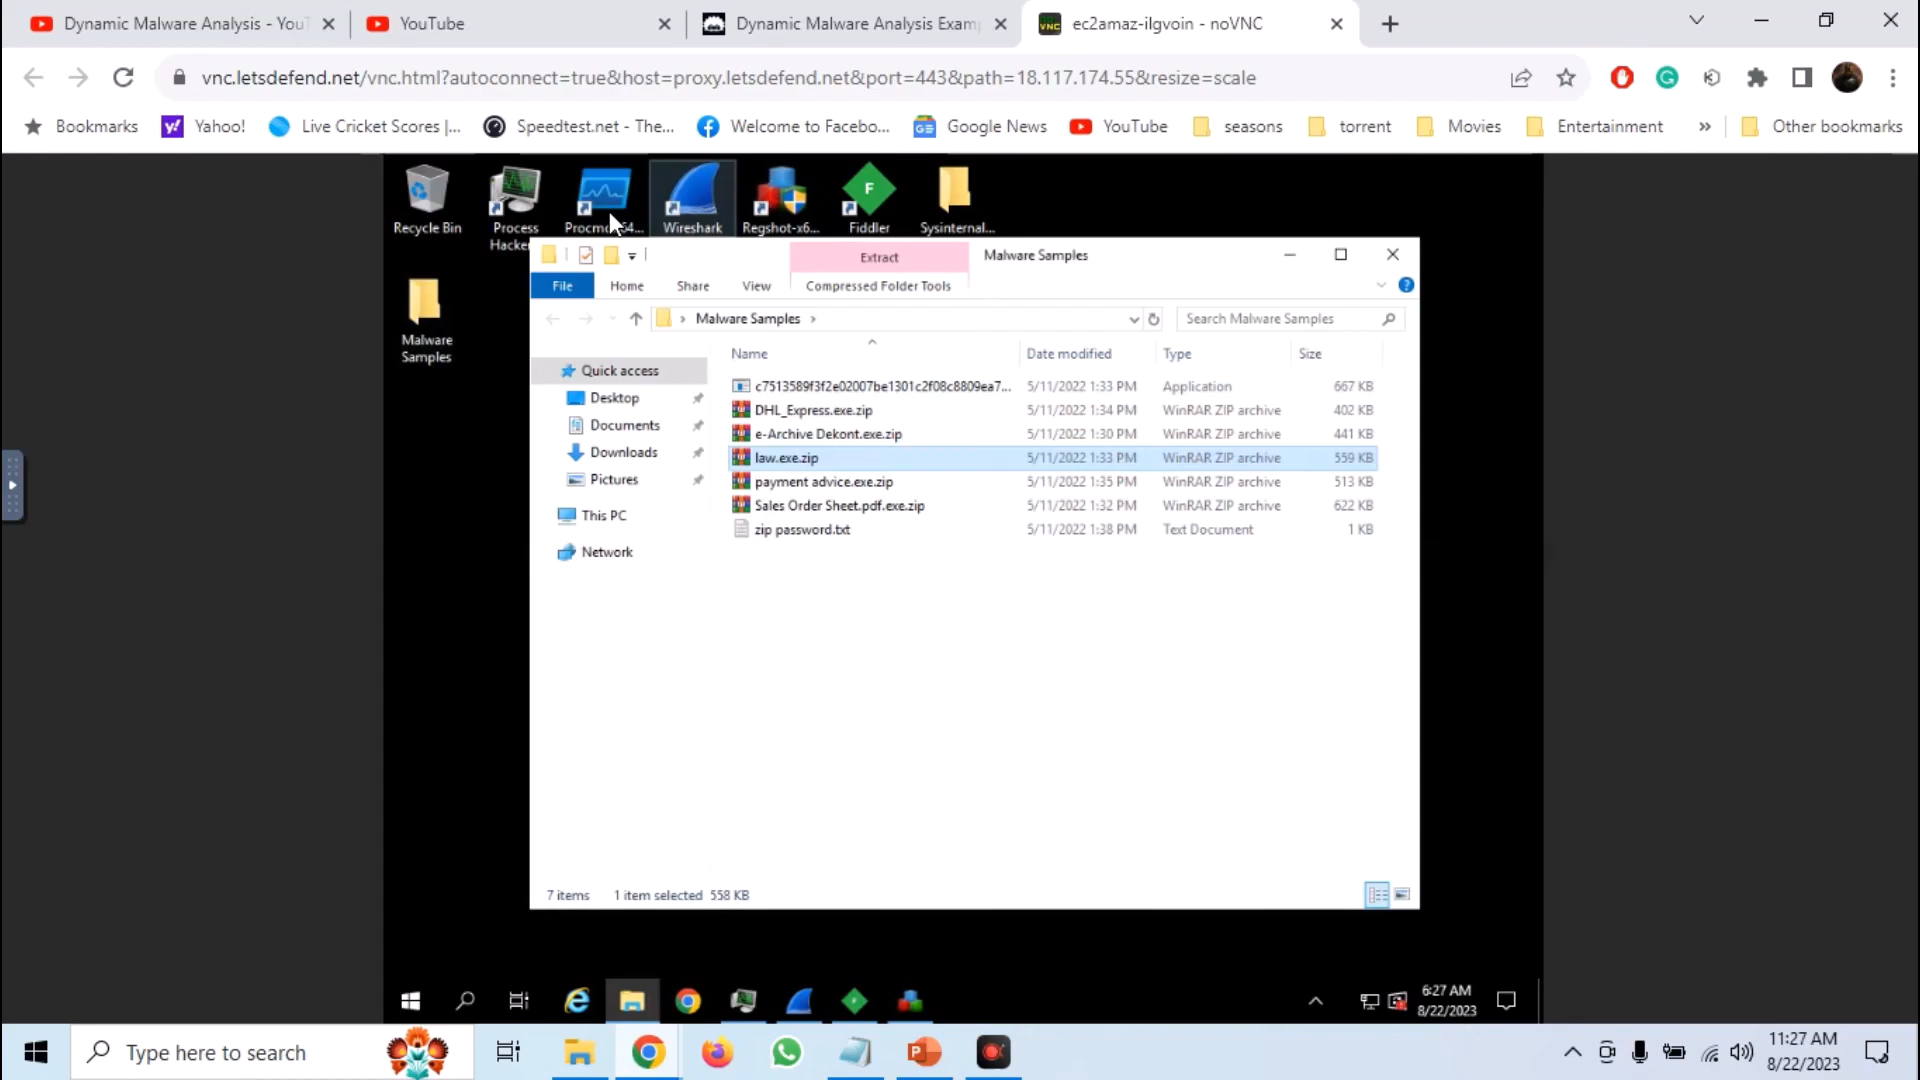 Dynamic Malware Analysis - YouT
YouTube
Dynamic Malware Analysis Exam
ec2amaz-ilgvoin - noVNC
vnc.letsdefend.net/vnc.html?autoconnect=true&host=proxy.letsdefend.net&port=443&path=18.117.174.55&resize=scale
Bookmarks
Yahoo!
Live Cricket Scores |...
Speedtest.net - The...
Welcome to Facebo...
Google News
YouTube
seasons
torrent
Movies
Entertainment
»
Other bookmarks
Recycle Bin
Process
Hacke
Procmo 64...
Wireshark
Regshot-x6...
Fiddler
Sysinternal...
Malware
Samples
Extract
Malware Samples
File
Home
Share
View
Compressed Folder Tools
Malware Samples
Search Malware Samples
Name
Date modified
Type
Size
Quick access
Desktop
Documents
Downloads
Pictures
This PC
Network
c7513589f3f2e02007be1301c2f08c8809ea7... 5/11/2022 1:33 PM Application 667 KB
DHL_Express.exe.zip 5/11/2022 1:34 PM WinRAR ZIP archive 402 KB
e-Archive Dekont.exe.zip 5/11/2022 1:30 PM WinRAR ZIP archive 441 KB
law.exe.zip 5/11/2022 1:33 PM WinRAR ZIP archive 559 KB
payment advice.exe.zip 5/11/2022 1:35 PM WinRAR ZIP archive 513 KB
Sales Order Sheet.pdf.exe.zip 5/11/2022 1:32 PM WinRAR ZIP archive 622 KB
zip password.txt 5/11/2022 1:38 PM Text Document 1 KB
7 items 1 item selected 558 KB
6:27 AM
8/22/2023
Type here to search
11:27 AM
8/22/2023